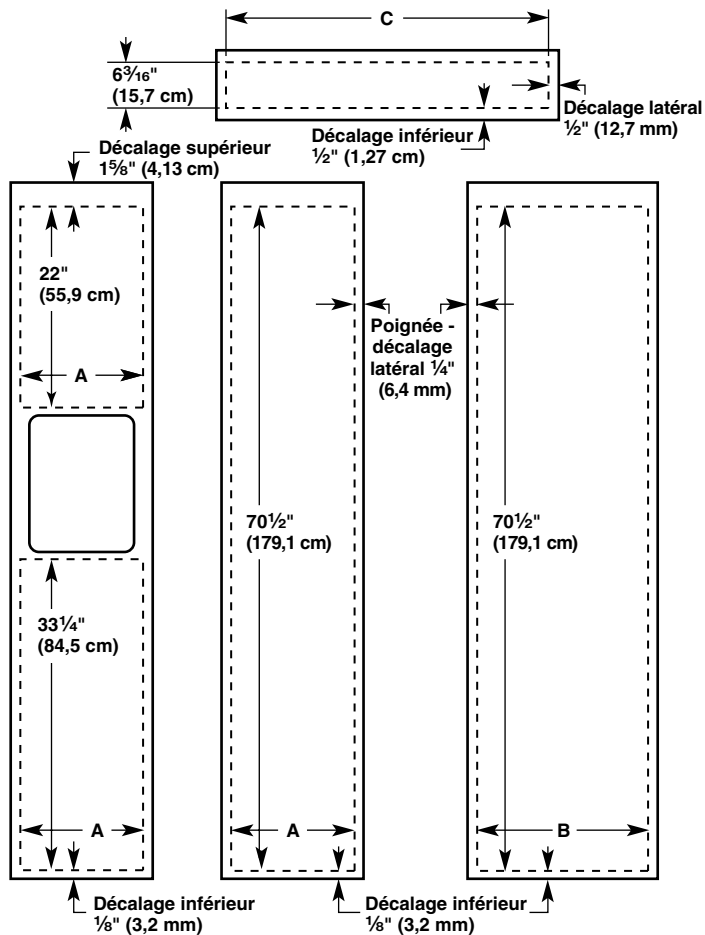 C
6 3⁄16"
(15,7 cm)
Décalage latéral
½" (12,7 mm)
Décalage inférieur
½" (1,27 cm)
Décalage supérieur
1⅝" (4,13 cm)
22"
(55,9 cm)
A
Poignée -
décalage
latéral ¼"
(6,4 mm)
70½"
(179,1 cm)
70½"
(179,1 cm)
33¼"
(84,5 cm)
A
A
B
Décalage inférieur
⅛" (3,2 mm)
Décalage inférieur
⅛" (3,2 mm)